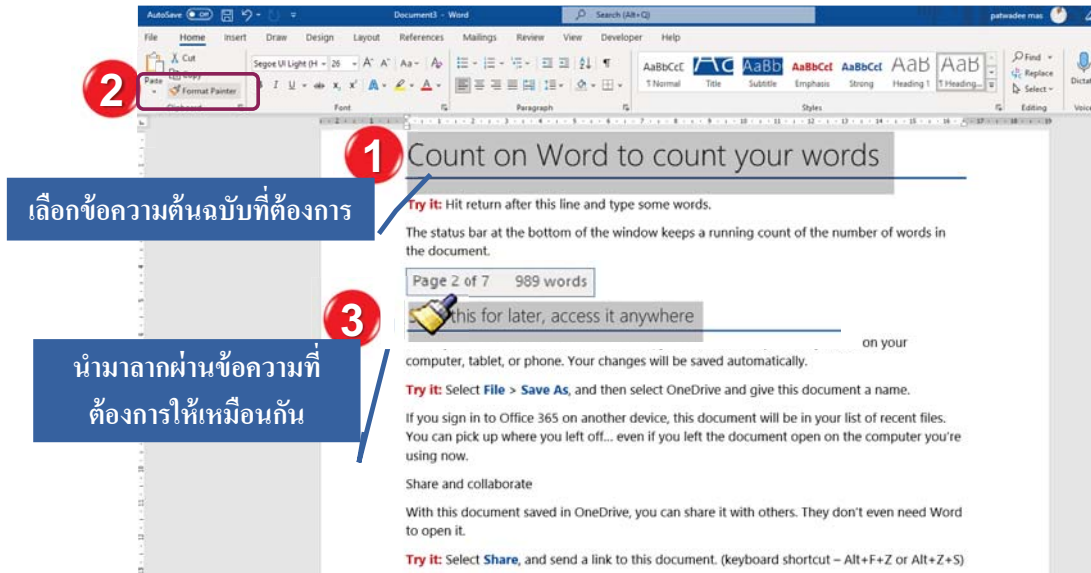 AutoSave Off Document3 - Word Search (Alt+Q) patwadee mas
File Home Insert Draw Design Layout References Mailings Review View Developer Help
Cut
Copy
Paste
Format Painter
Clipboard
Segoe UI Light (H 26
Font
Paragraph
AaBbCcC AaBb AaBbCcI AaBbCcI AaB AaB
¶ Normal Title Subtitle Emphasis Strong Heading 1 ¶ Heading...
Styles
Find
Replace
Select
Editing
Dictat
Voice
2
1
Count on Word to count your words
เลือกข้อความต้นฉบับที่ต้องการ
Try it: Hit return after this line and type some words.
The status bar at the bottom of the window keeps a running count of the number of words in
the document.
Page 2 of 7 989 words
3
this for later, access it anywhere
นำมาลากผ่านข้อความที่
ต้องการให้เหมือนกัน
on your
computer, tablet, or phone. Your changes will be saved automatically.
Try it: Select File > Save As, and then select OneDrive and give this document a name.
If you sign in to Office 365 on another device, this document will be in your list of recent files.
You can pick up where you left off... even if you left the document open on the computer you're
using now.
Share and collaborate
With this document saved in OneDrive, you can share it with others. They don't even need Word
to open it.
Try it: Select Share, and send a link to this document. (keyboard shortcut – Alt+F+Z or Alt+Z+S)